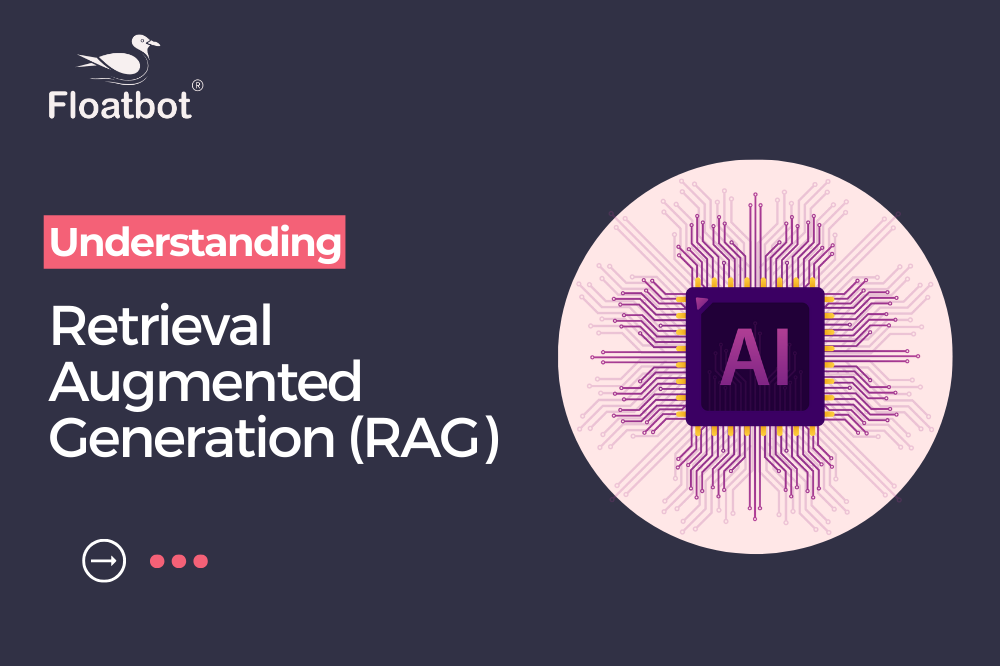 Floatbot®
Understanding
Retrieval
Augmented
Generation (RAG)
AI